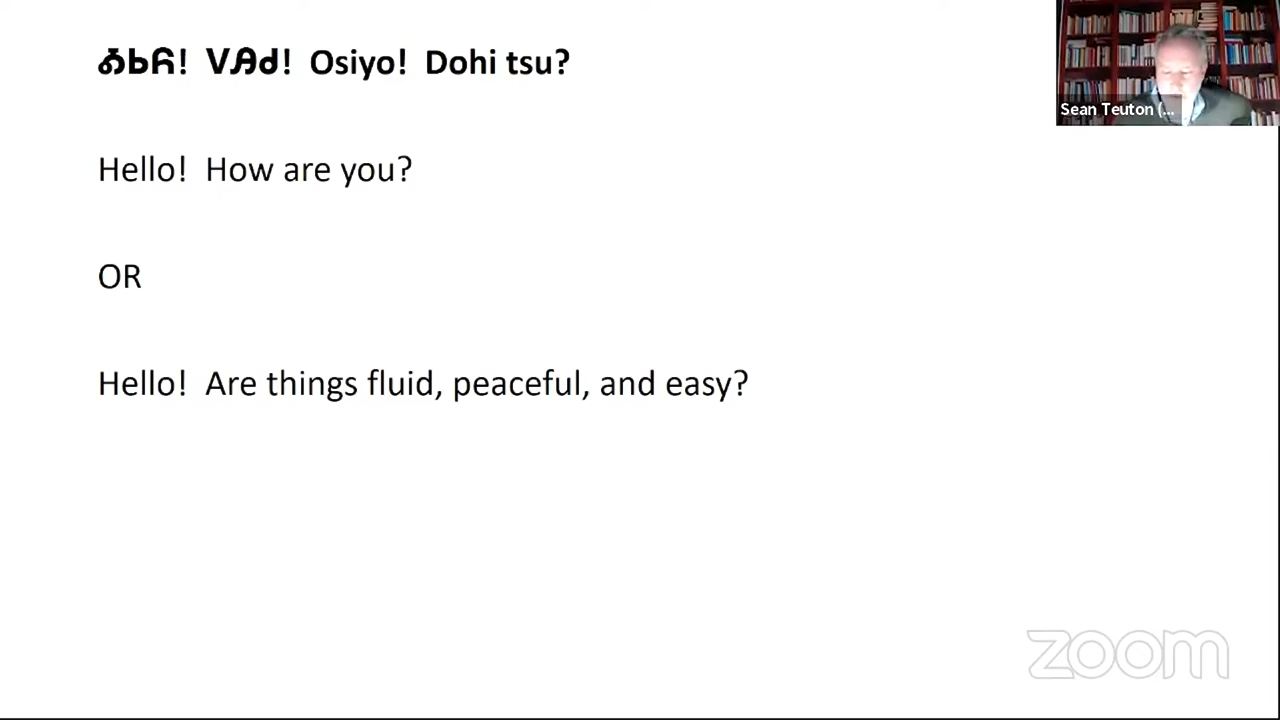 ᎣᏏᏲ! ᏙᎯᏧ! Osiyo! Dohi tsu?
Sean Teuton (...
Hello! How are you?
OR
Hello! Are things fluid, peaceful, and easy?
zoom